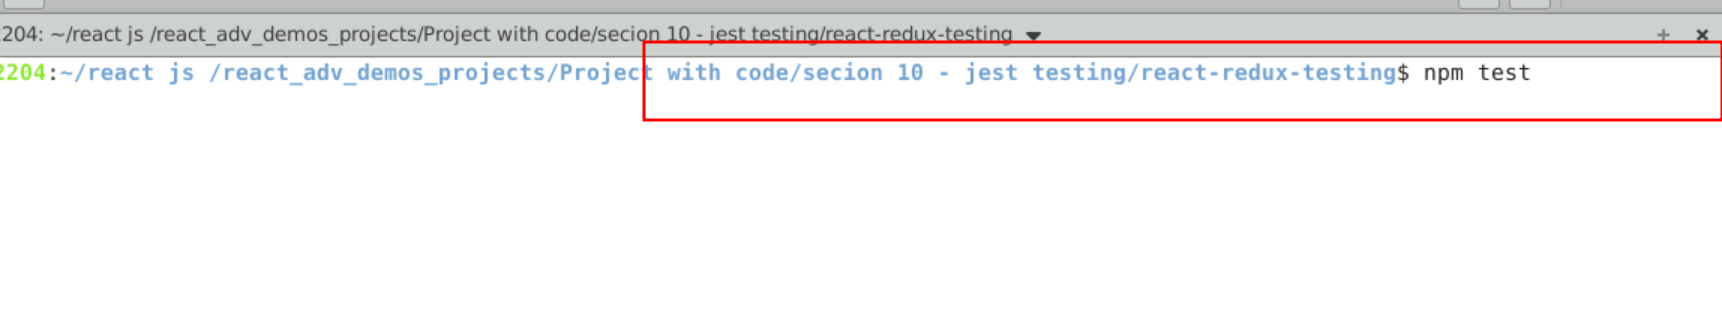 204: ~/react js /react_adv_demos_projects/Project with code/secion 10 - jest testing/react-redux-testing
2204:~/react js /react_adv_demos_projects/Project with code/secion 10 - jest testing/react-redux-testing$ npm test